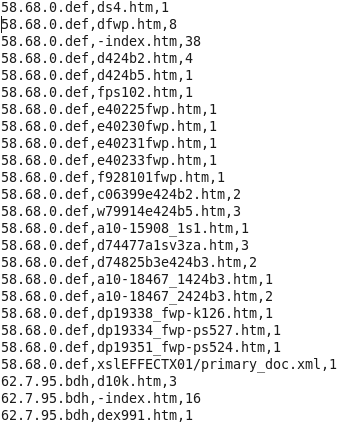 58.68.0.def,ds4.htm,1
58.68.0.def,dfwp.htm,8
58.68.0.def,-index.htm,38
58.68.0.def,d424b2.htm,4
58.68.0.def,d424b5.htm,1
58.68.0.def,fps102.htm,1
58.68.0.def,e40225fwp.htm,1
58.68.0.def,e40230fwp.htm,1
58.68.0.def,e40231fwp.htm,1
58.68.0.def,e40233fwp.htm,1
58.68.0.def,f928101fwp.htm,1
58.68.0.def,c06399e424b2.htm,2
58.68.0.def,w79914e424b5.htm,3
58.68.0.def,a10-15908_1s1.htm,1
58.68.0.def,d74477a1sv3za.htm,3
58.68.0.def,d74825b3e424b3.htm,2
58.68.0.def,a10-18467_1424b3.htm,1
58.68.0.def,a10-18467_2424b3.htm,2
58.68.0.def,dp19338_fwp-k126.htm,1
58.68.0.def,dp19334_fwp-ps527.htm,1
58.68.0.def,dp19351_fwp-ps524.htm,1
58.68.0.def,xslEFFECTX01/primary_doc.xml,1
62.7.95.bdh,d10k.htm,3
62.7.95.bdh,-index.htm,16
62.7.95.bdh,dex991.htm,1